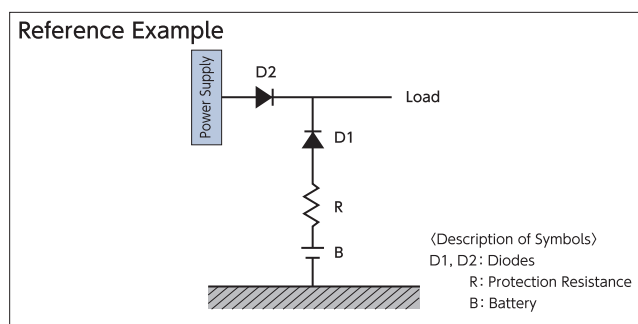 Reference Example
Power Supply
D2
Load
D1
R
B
〈Description of Symbols〉
D1, D2: Diodes
R: Protection Resistance
B: Battery